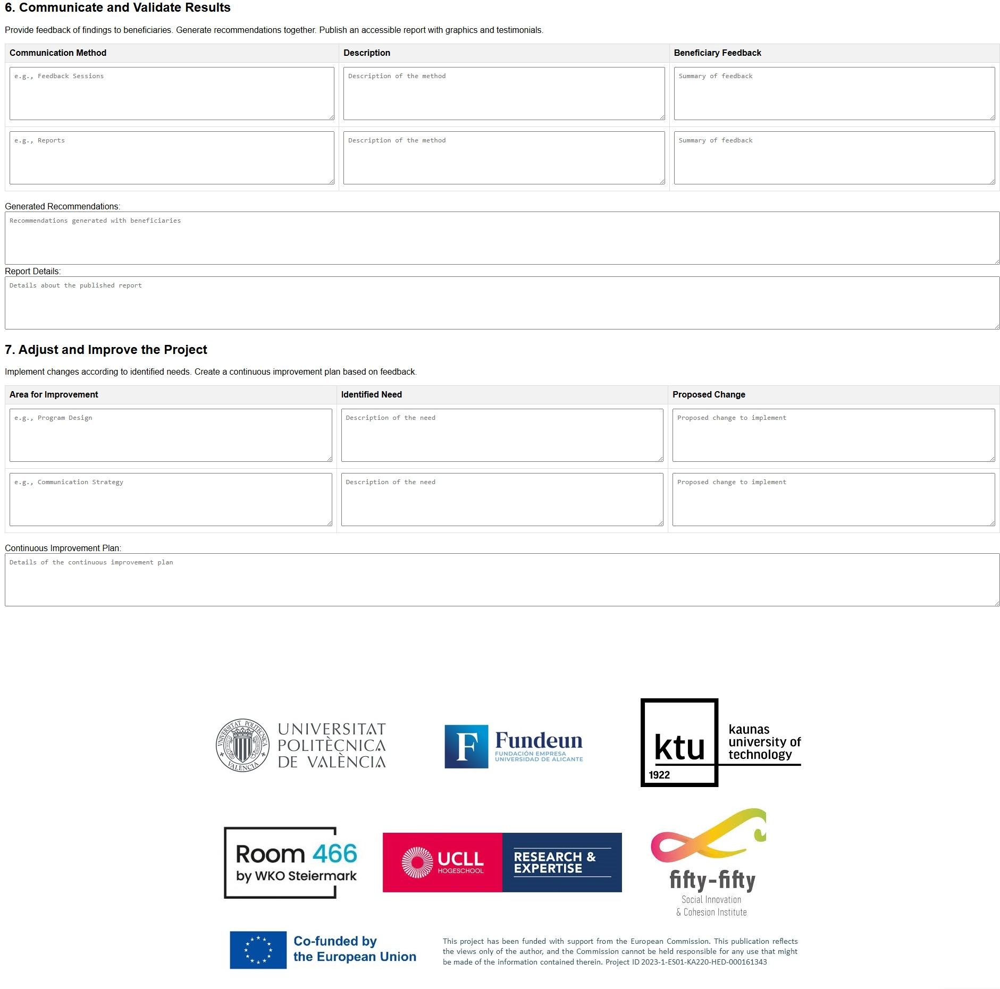 6. Communicate and Validate Results
Provide feedback of findings to beneficiaries. Generate recommendations together. Publish an accessible report with graphics and testimonials.
Communication Method Description Beneficiary Feedback
e.g., Feedback Sessions Description of the method Summary of feedback
e.g., Reports Description of the method Summary of feedback
Generated Recommendations:
Recommendations generated with beneficiaries
Report Details:
Details about the published report
7. Adjust and Improve the Project
Implement changes according to identified needs. Create a continuous improvement plan based on feedback.
Area for Improvement Identified Need Proposed Change
e.g., Program Design Description of the need Proposed change to implement
e.g., Communication Strategy Description of the need Proposed change to implement
Continuous Improvement Plan:
Details of the continuous improvement plan
VNIVERSITAT POLITECNICA
VALENCIA
UNIVERSITAT
POLITÈCNICA
DE VALÈNCIA
F
Fundeun
FUNDACIÓN EMPRESA
UNIVERSIDAD DE ALICANTE
ktu
1922
kaunas
university of
technology
Room 466
by WKO Steiermark
UCLL
HOGESCHOOL
RESEARCH &
EXPERTISE
fifty-fifty
Social Innovation
& Cohesion Institute
Co-funded by
the European Union
This project has been funded with support from the European Commission. This publication reflects
the views only of the author, and the Commission cannot be held responsible for any use that might
be made of the information contained therein. Project ID 2023-1-ES01-KA220-HED-000161343